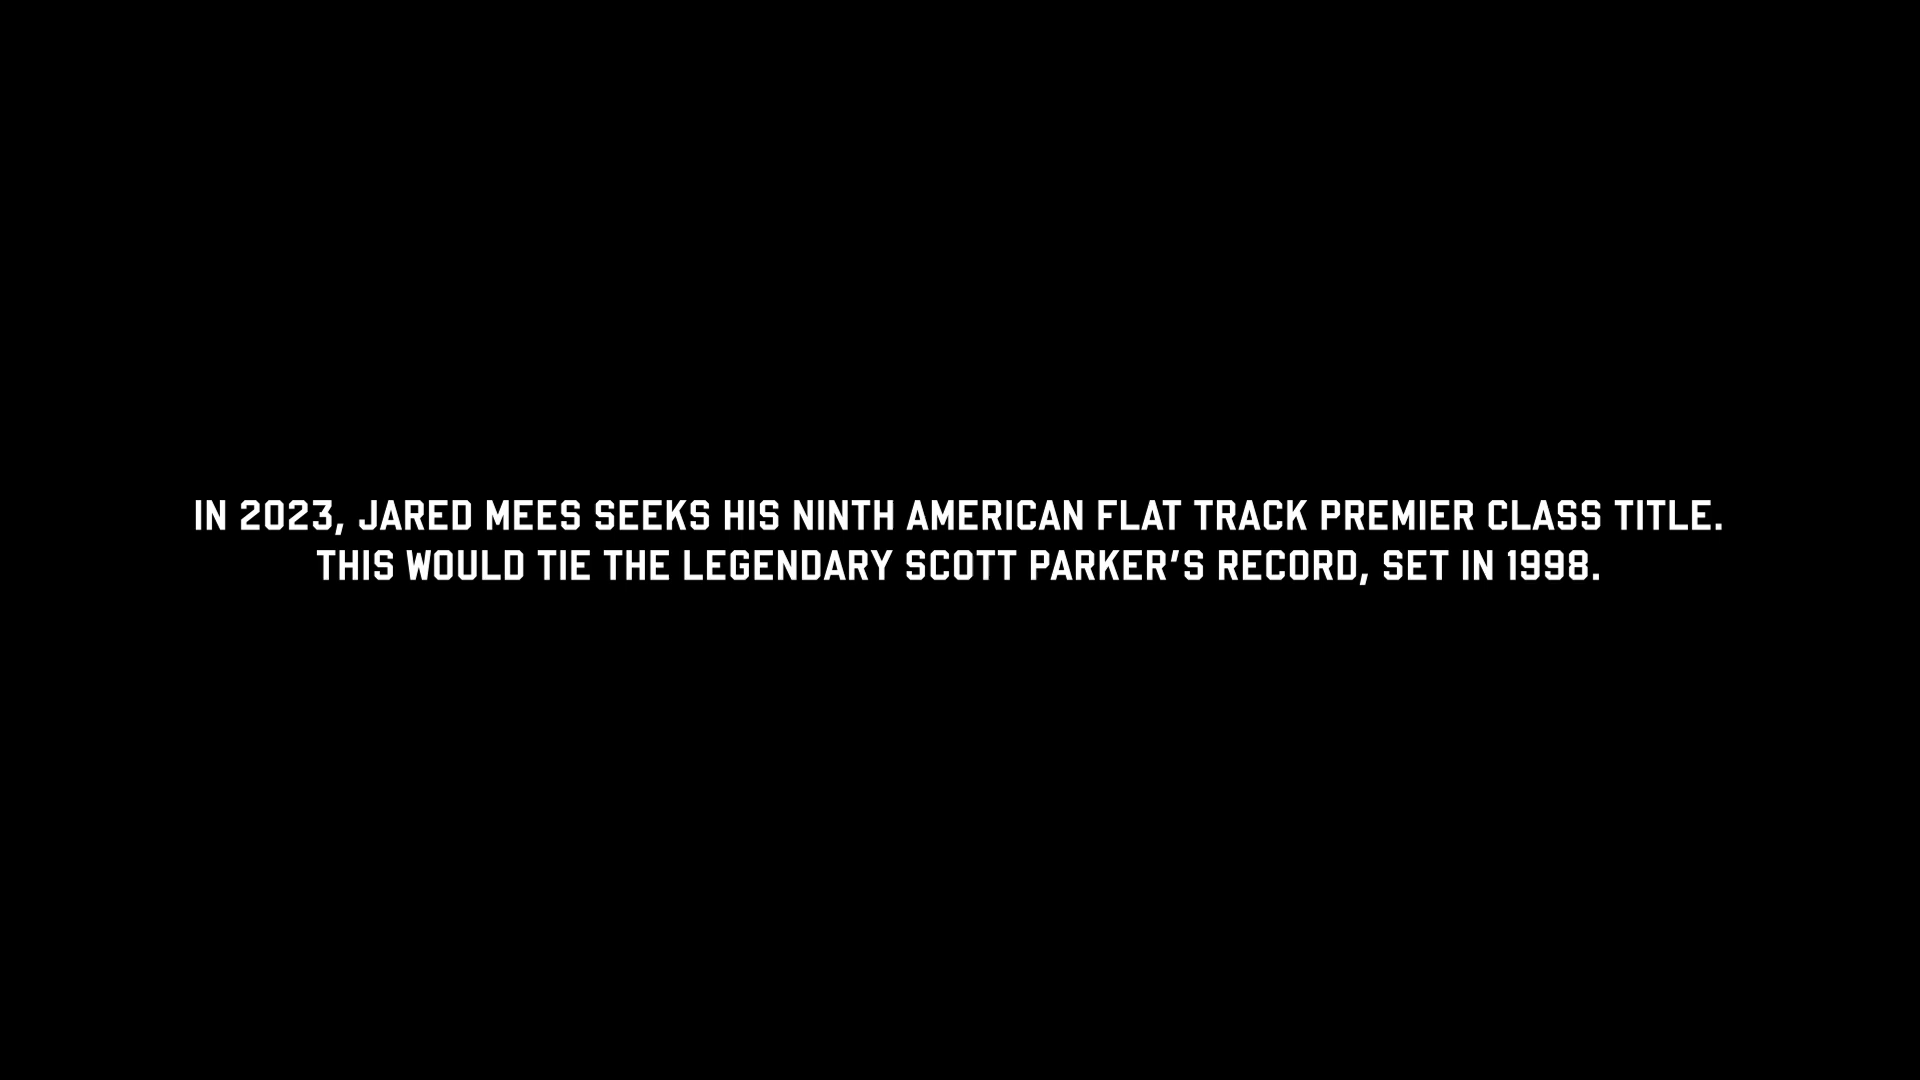 IN 2023, JARED MEES SEEKS HIS NINTH AMERICAN FLAT TRACK PREMIER CLASS TITLE.
THIS WOULD TIE THE LEGENDARY SCOTT PARKER’S RECORD, SET IN 1998.